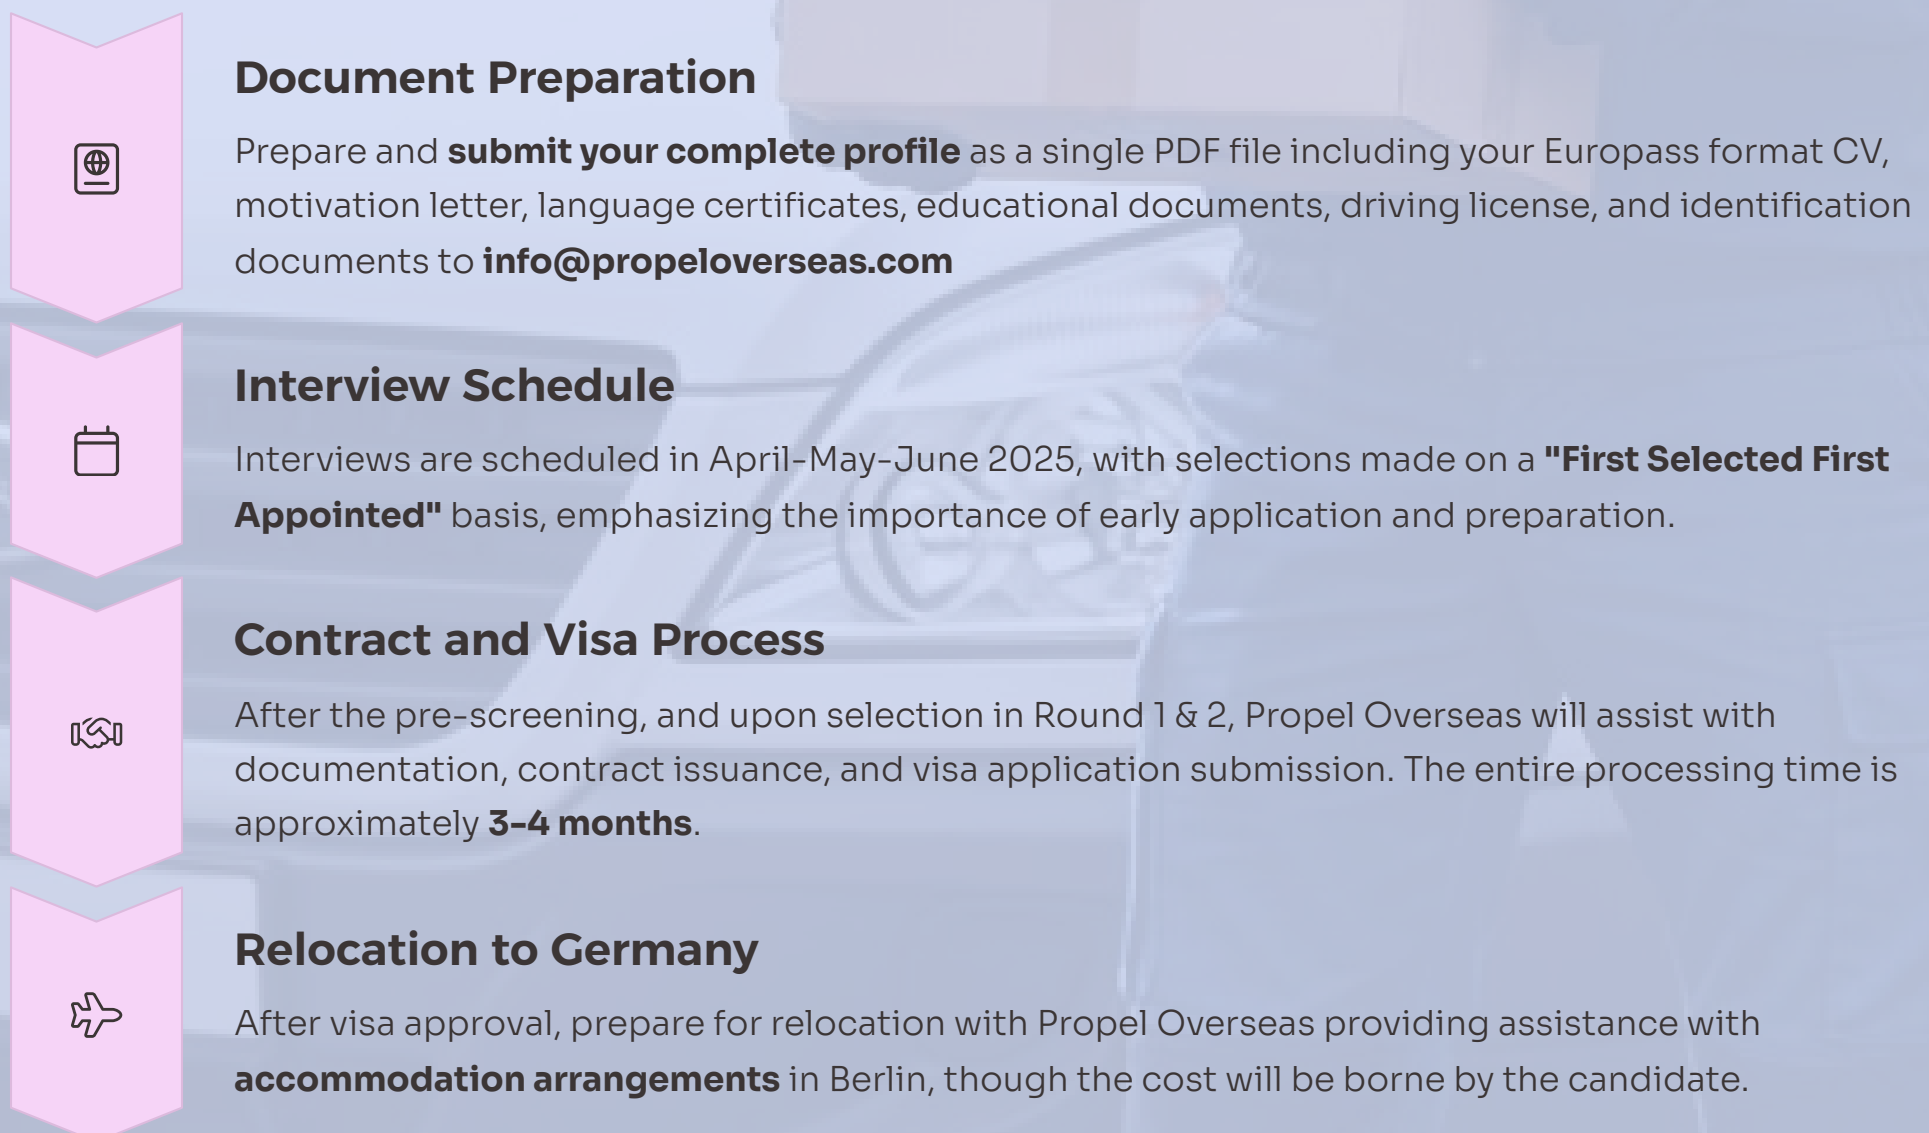 Document Preparation
Prepare and submit your complete profile as a single PDF file including your Europass format CV,
motivation letter, language certificates, educational documents, driving license, and identification
documents to info@propeloverseas.com
Interview Schedule
Interviews are scheduled in April-May-June 2025, with selections made on a "First Selected First
Appointed" basis, emphasizing the importance of early application and preparation.
Contract and Visa Process
After the pre-screening, and upon selection in Round 1 & 2, Propel Overseas will assist with
documentation, contract issuance, and visa application submission. The entire processing time is
approximately 3-4 months.
Relocation to Germany
After visa approval, prepare for relocation with Propel Overseas providing assistance with
accommodation arrangements in Berlin, though the cost will be borne by the candidate.